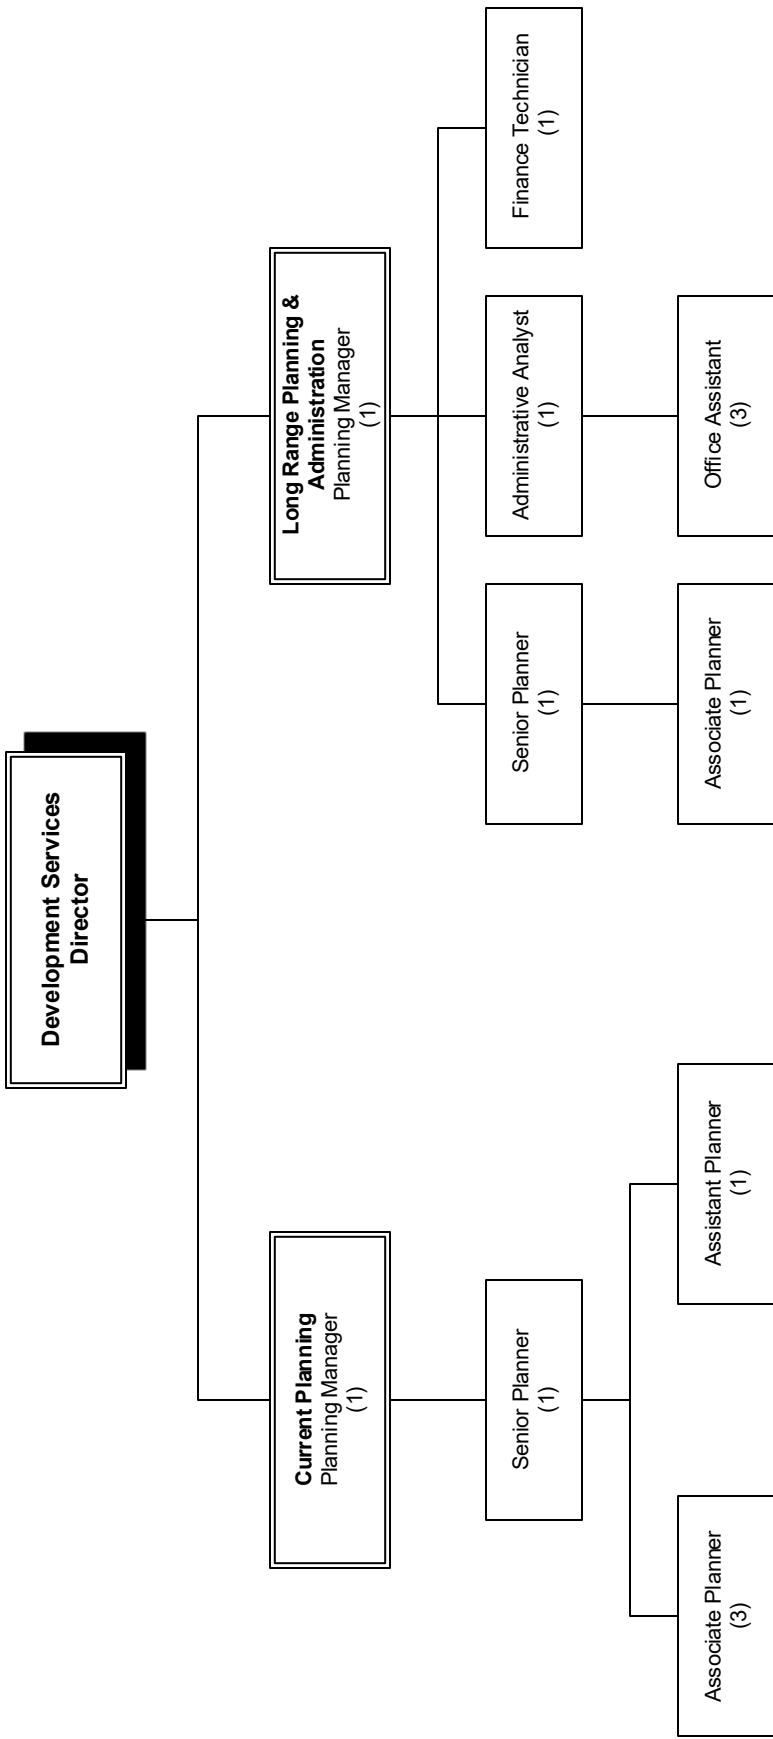 Development Services
Director
Current Planning
Planning Manager
(1)
Long Range Planning &
Administration
Planning Manager
(1)
Senior Planner
(1)
Senior Planner
(1)
Administrative Analyst
(1)
Finance Technician
(1)
Associate Planner
(3)
Assistant Planner
(1)
Associate Planner
(1)
Office Assistant
(3)